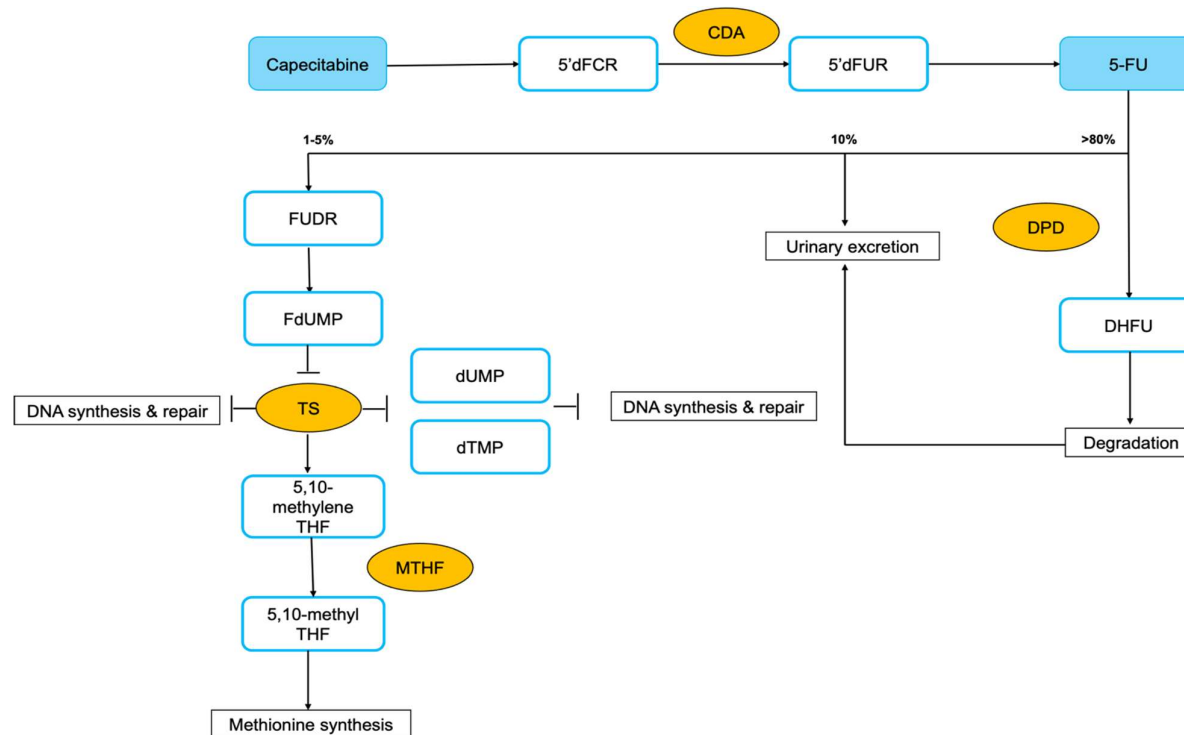 CDA
Capecitabine
5'dFCR
5'dFUR
5-FU
1-5%
10%
>80%
FUDR
DPD
Urinary excretion
FdUMP
DHFU
dUMP
DNA synthesis & repair
TS
DNA synthesis & repair
dTMP
Degradation
5,10-
methylene
THF
MTHF
5,10-methyl
THF
Methionine synthesis